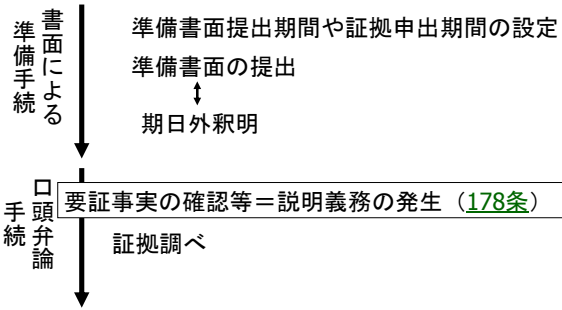 書面による
準備手続
準備書面提出期間や証拠申出期間の設定
準備書面の提出
期日外釈明
口頭弁論
手続
要証事実の確認等＝説明義務の発生（178条）
証拠調べ